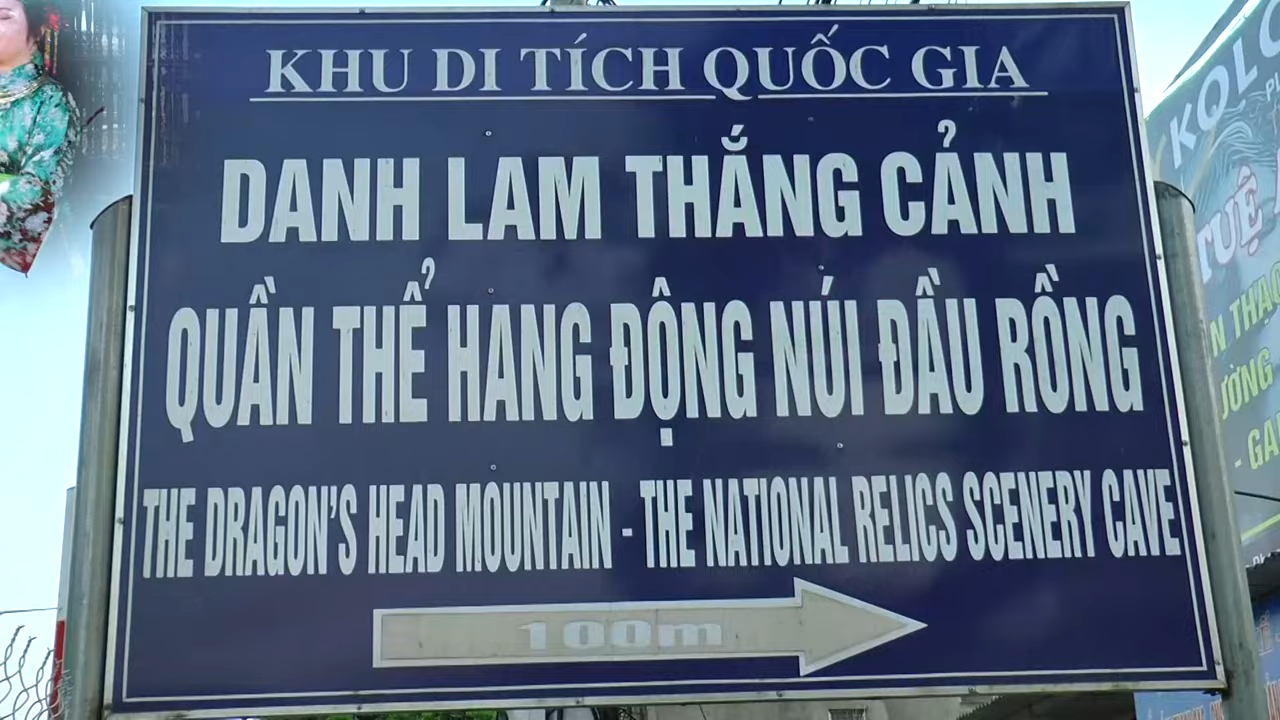 KHU DI TÍCH QUỐC GIA
DANH LAM THẮNG CẢNH
QUẦN THỂ HANG ĐỘNG NÚI ĐẦU RỒNG
THE DRAGON'S HEAD MOUNTAIN - THE NATIONAL RELICS SCENERY CAVE
100m
TUỆ